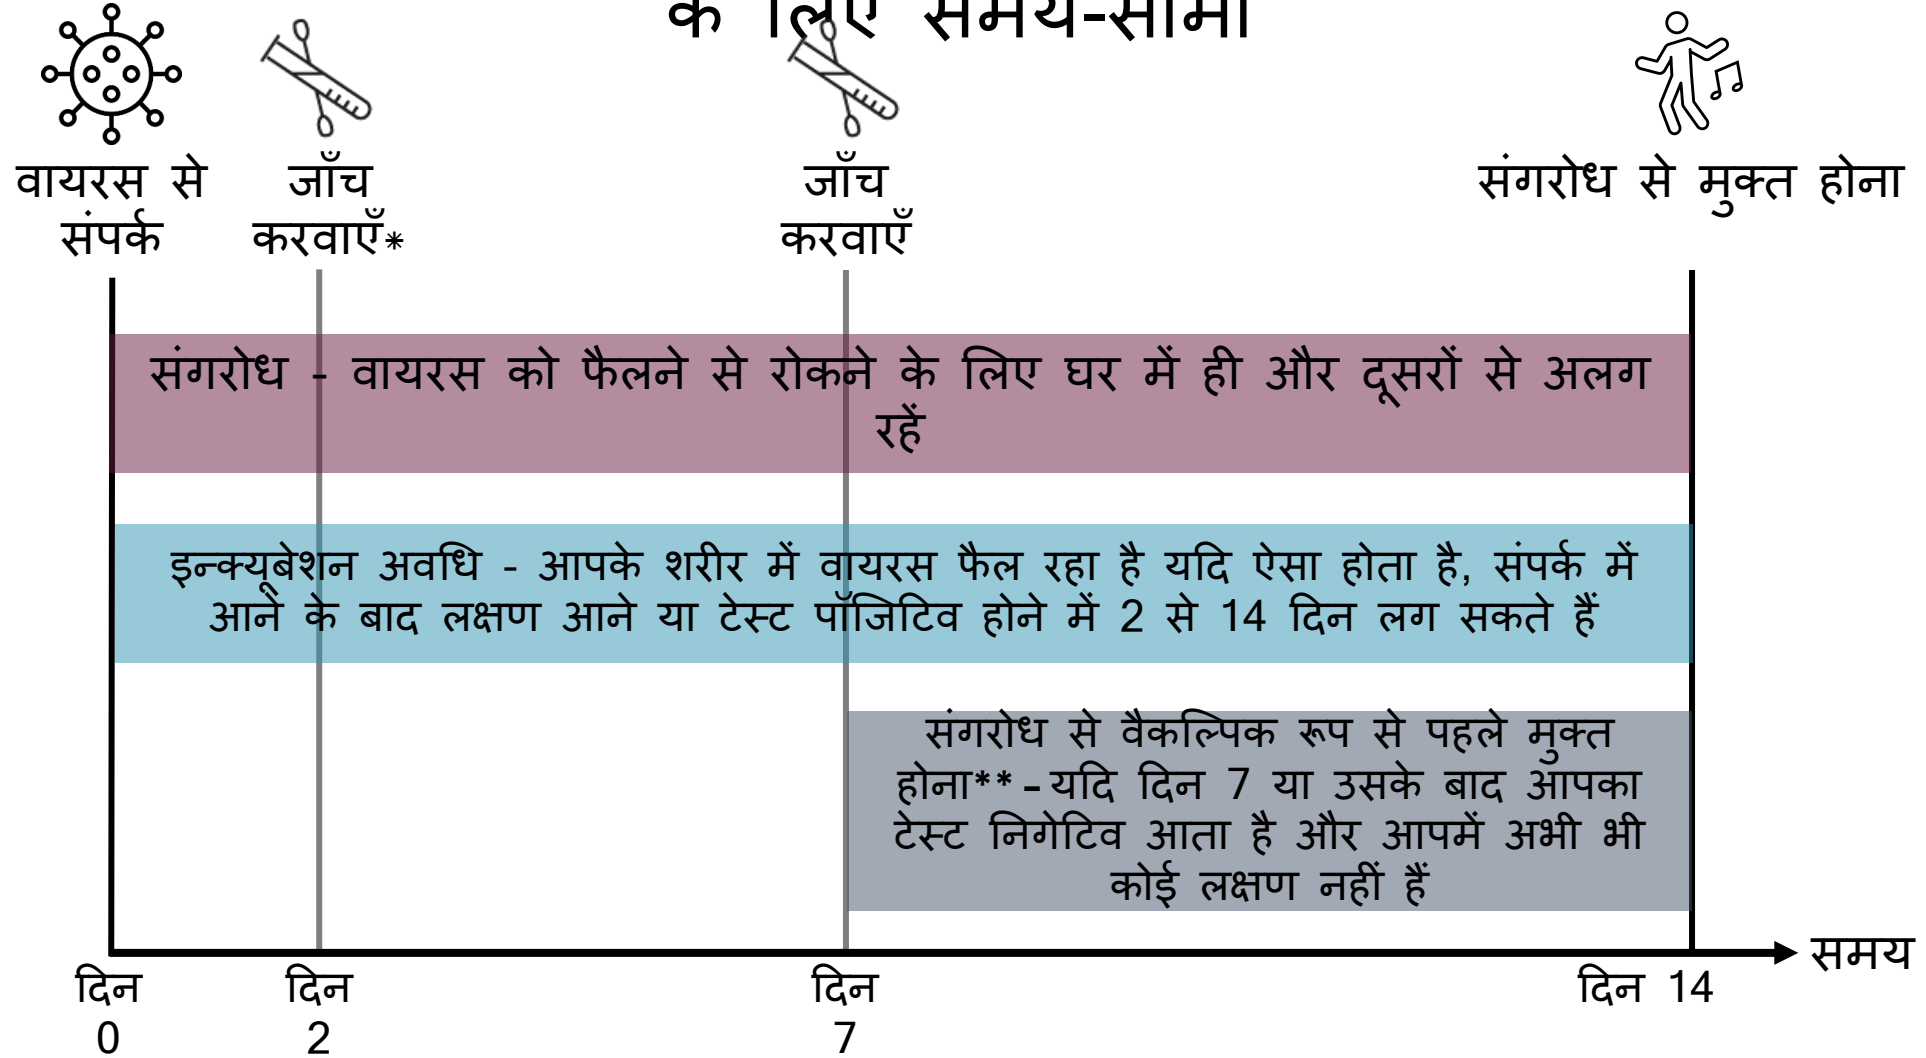 के लिए समय-सीमा
वायरस से
संपर्क
जाँच
करवाएँ*
जाँच
करवाएँ
संगरोध से मुक्त होना
संगरोध - वायरस को फैलने से रोकने के लिए घर में ही और दूसरों से अलग
रहें
इन्क्यूबेशन अवधि - आपके शरीर में वायरस फैल रहा है यदि ऐसा होता है, संपर्क में
आने के बाद लक्षण आने या टेस्ट पॉजिटिव होने में 2 से 14 दिन लग सकते हैं
संगरोध से वैकल्पिक रूप से पहले मुक्त
होना** – यदि दिन 7 या उसके बाद आपका
टेस्ट निगेटिव आता है और आपमें अभी भी
कोई लक्षण नहीं हैं
समय
दिन
0
दिन
2
दिन
7
दिन 14